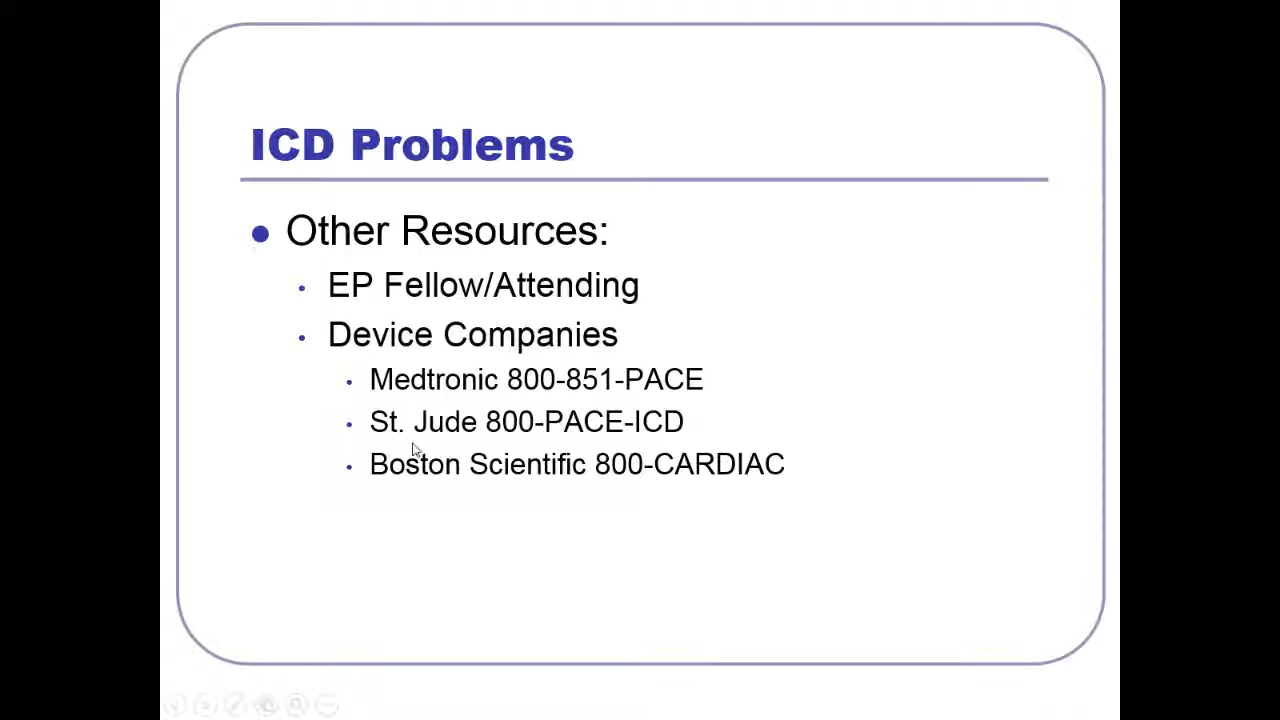 ICD Problems
Other Resources:
EP Fellow/Attending
Device Companies
Medtronic 800-851-PACE
St. Jude 800-PACE-ICD
Boston Scientific 800-CARDIAC